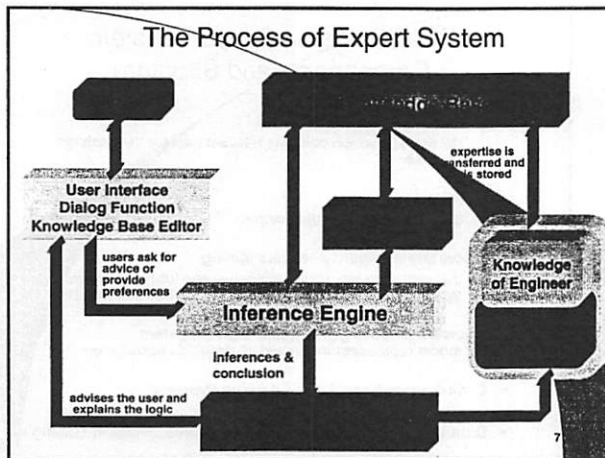 The Process of Expert System
expertise is
transferred and
is stored
User Interface
Dialog Function
Knowledge Base Editor
users ask for
advice or
provide
preferences
Knowledge
of Engineer
Inference Engine
Inferences &
conclusion
advises the user and
explains the logic
7